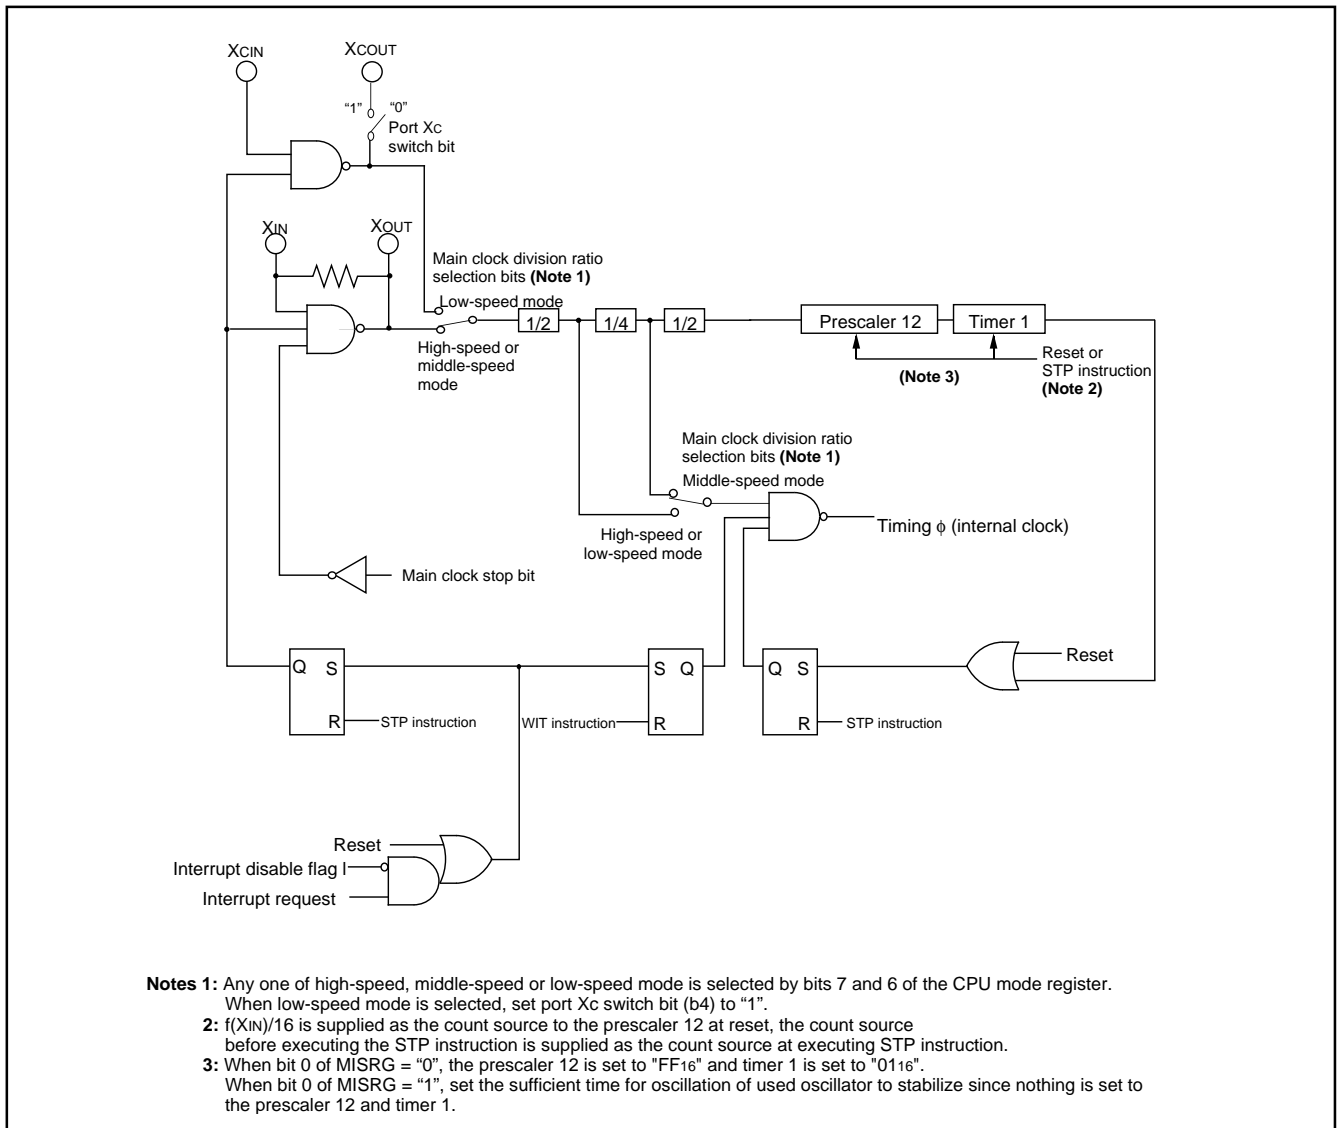 XCIN
XCOUT
“1” “0”
Port XC
switch bit
XIN
XOUT
Main clock division ratio
selection bits (Note 1)
Low-speed mode
1/2
1/4
1/2
Prescaler 12
Timer 1
High-speed or
middle-speed
mode
(Note 3)
Reset or
STP instruction
(Note 2)
Main clock division ratio
selection bits (Note 1)
Middle-speed mode
High-speed or
low-speed mode
Timing ϕ (internal clock)
Main clock stop bit
Q S
R
STP instruction
S Q
R
WIT instruction
Q S
R
STP instruction
Reset
Reset
Interrupt disable flag I
Interrupt request
Notes 1: Any one of high-speed, middle-speed or low-speed mode is selected by bits 7 and 6 of the CPU mode register.
When low-speed mode is selected, set port Xc switch bit (b4) to “1”.
2: f(XIN)/16 is supplied as the count source to the prescaler 12 at reset, the count source
before executing the STP instruction is supplied as the count source at executing STP instruction.
3: When bit 0 of MISRG = “0”, the prescaler 12 is set to "FF16" and timer 1 is set to "0116".
When bit 0 of MISRG = “1”, set the sufficient time for oscillation of used oscillator to stabilize since nothing is set to
the prescaler 12 and timer 1.